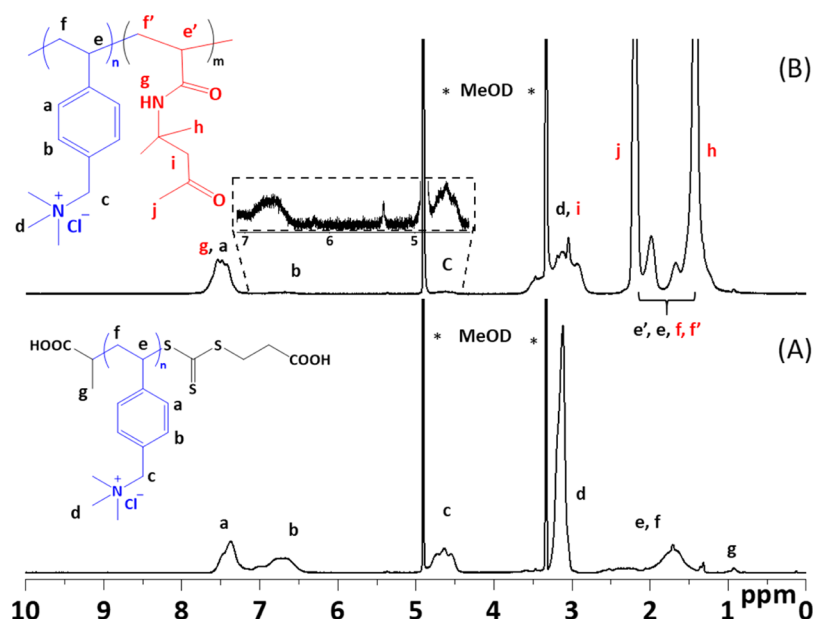 f
f'
e
e'
n
m
(B)
g
a
HN
O
* MeOD *
h
b
i
j
h
O
c
j
d
N
+
Cl−
d, i
7
6
5
g, a
b
C
e', e, f, f'
f
HOOC
e
S
S
COOH
n
* MeOD *
(A)
g
S
a
b
c
N
+
Cl−
d
d
a
b
c
e, f
g
10
9
8
7
6
5
4
3
2
1
ppm
0